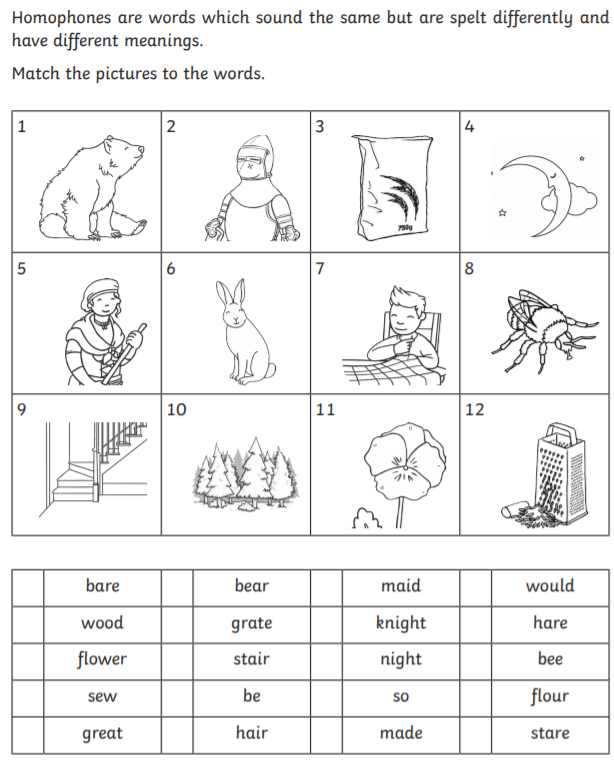 Homophones are words which sound the same but are spelt differently and
have different meanings.
Match the pictures to the words.
1 2 3 4
750g
5 6 7 8
9 10 11 12
bare bear maid would
wood grate knight hare
flower stair night bee
sew be so flour
great hair made stare